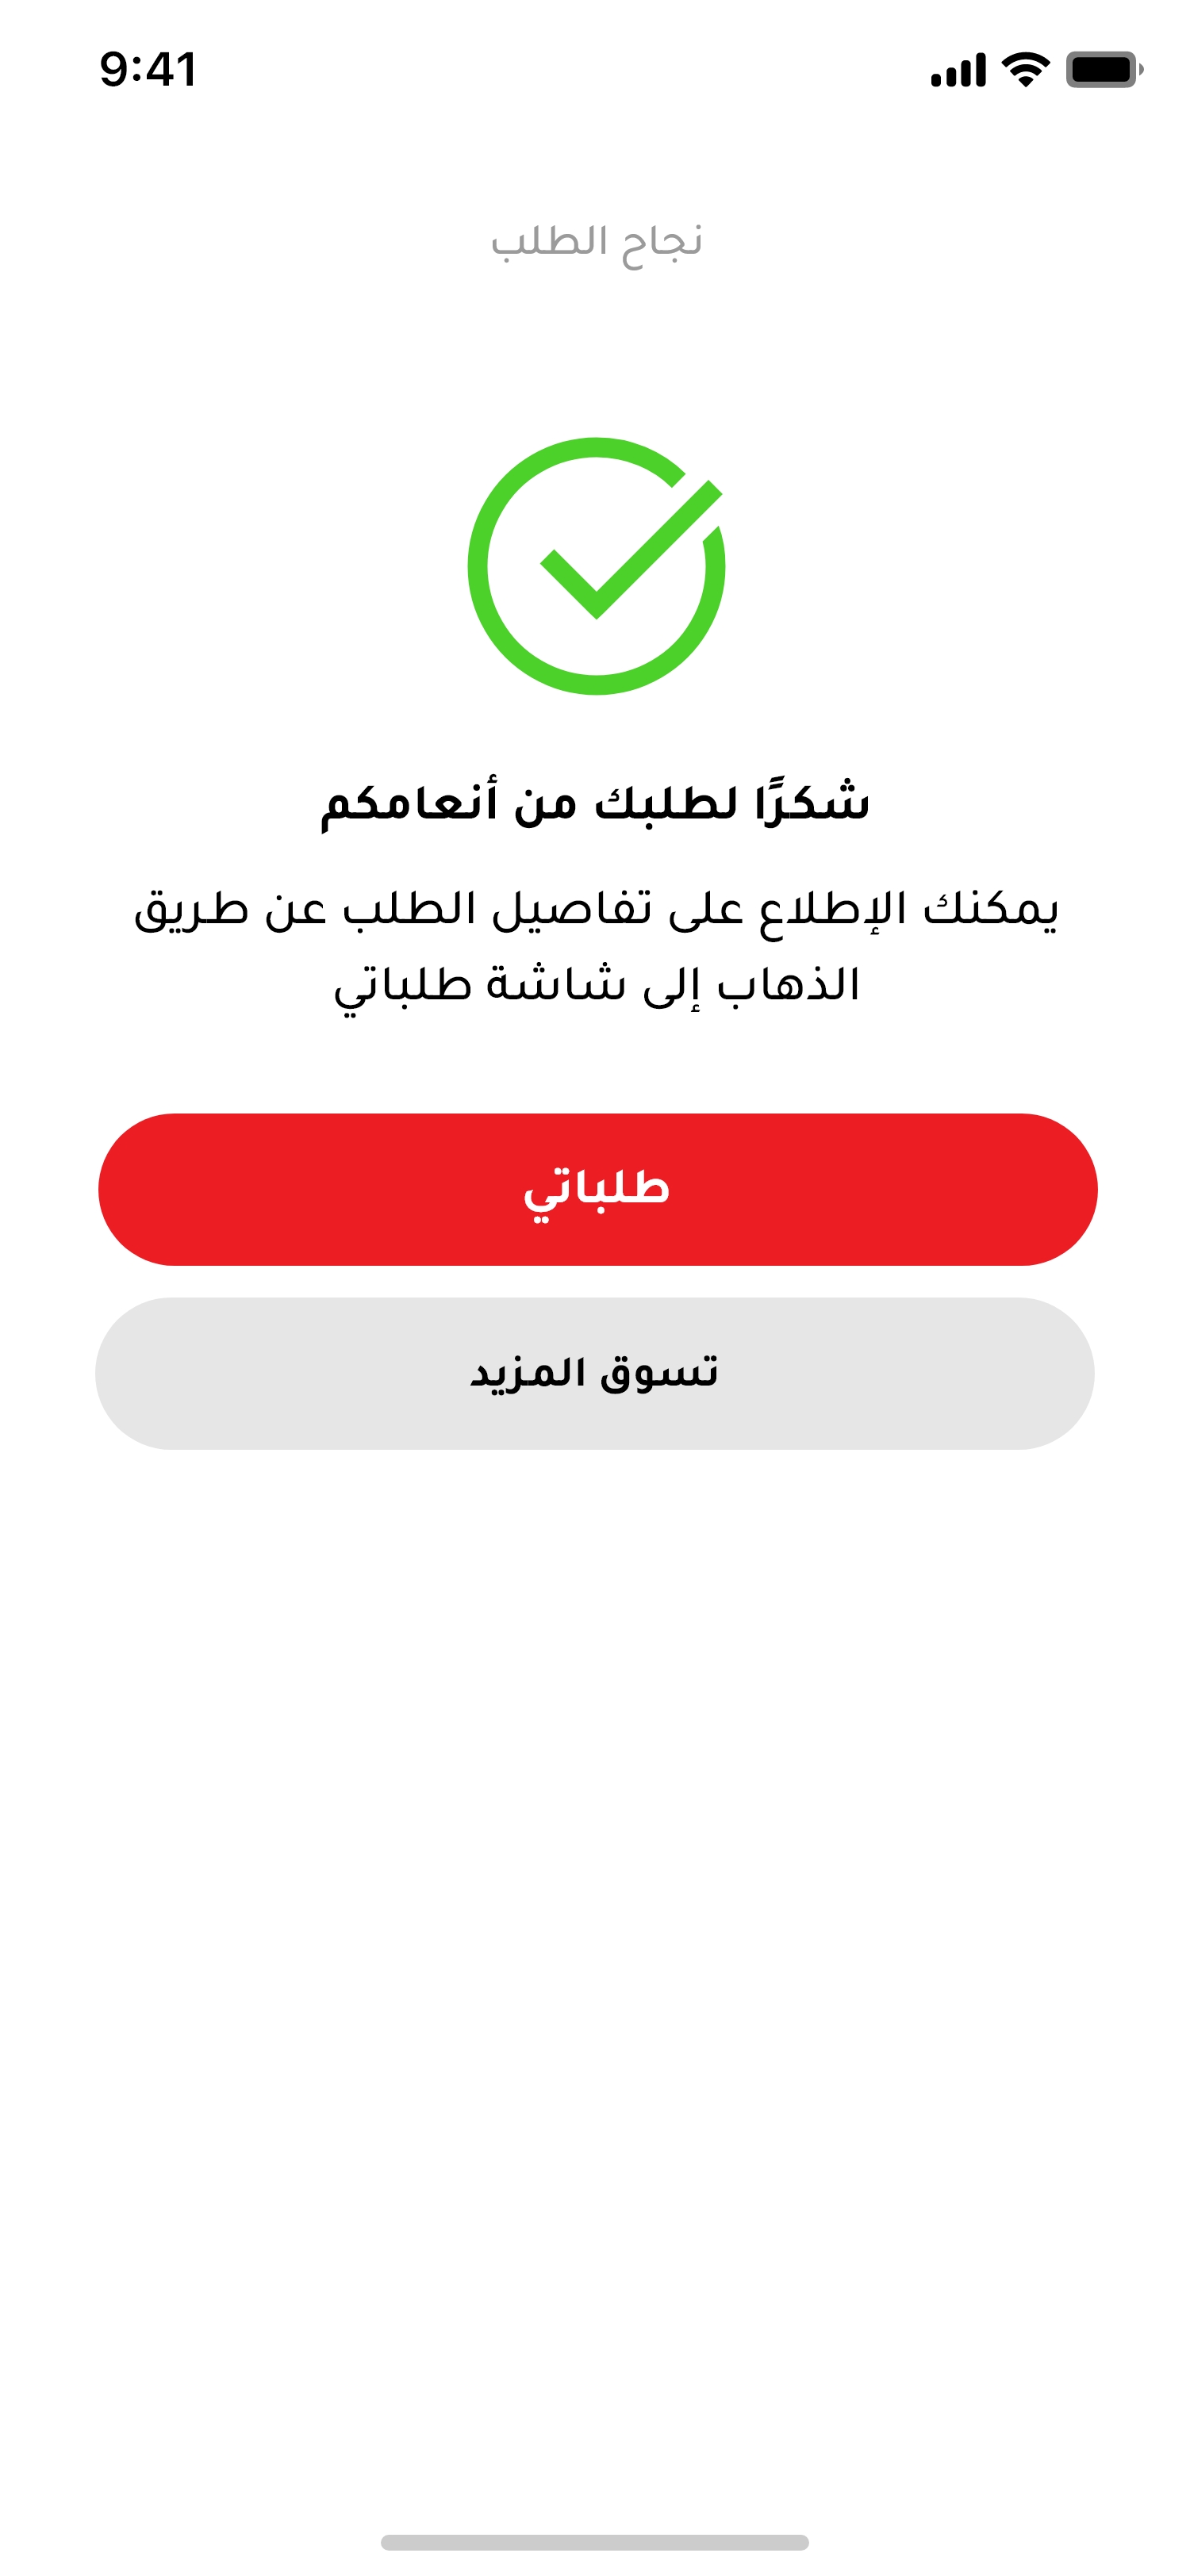 9:41
نجاح الطلب
شكرًا لطلبك من أنعامكم
يمكنك الإطلاع على تفاصيل الطلب عن طريق
الذهاب إلى شاشة طلباتي
طلباتي
تسوق المزيد